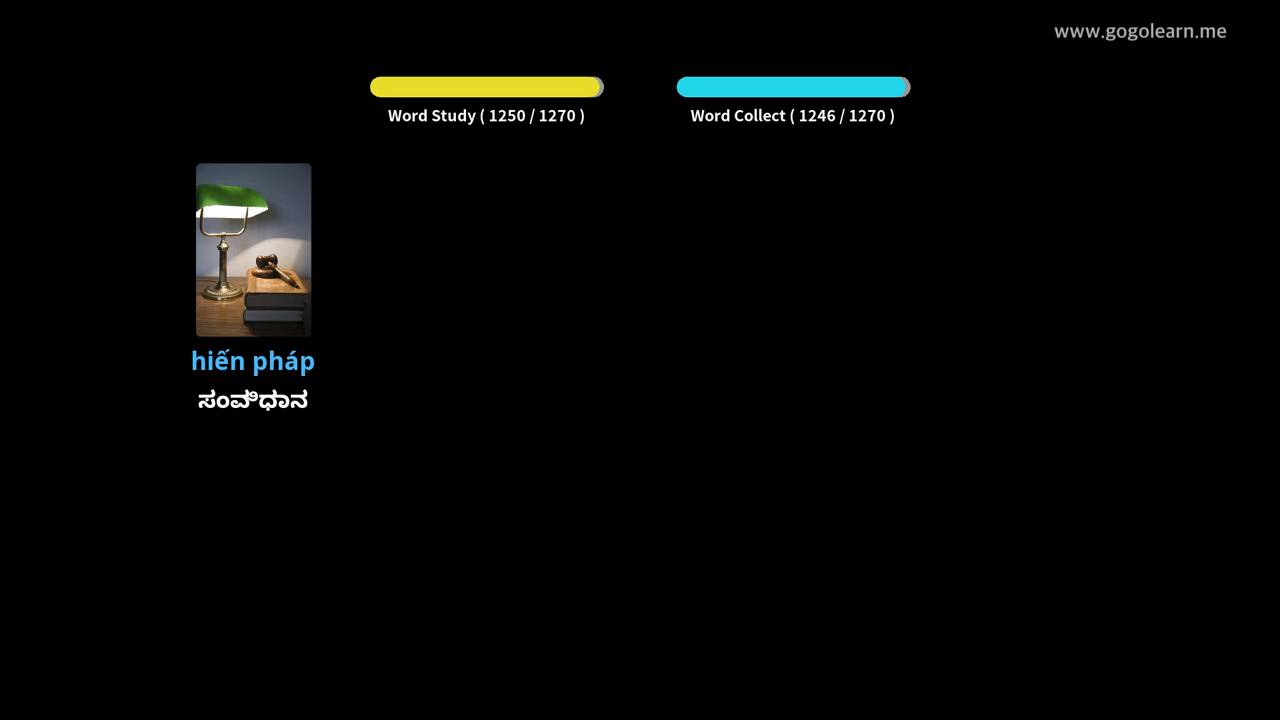 www.gogolearn.me
Word Study ( 1250 / 1270 )
Word Collect ( 1246 / 1270 )
hiến pháp
ಸಂವಿಧಾನ